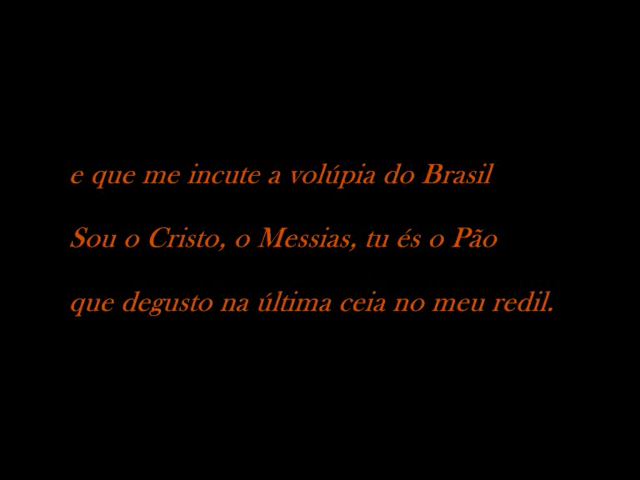 e que me incute a volúpia do Brasil
Sou o Cristo, o Messias, tu és o Pão
que degusto na última ceia no meu redil.